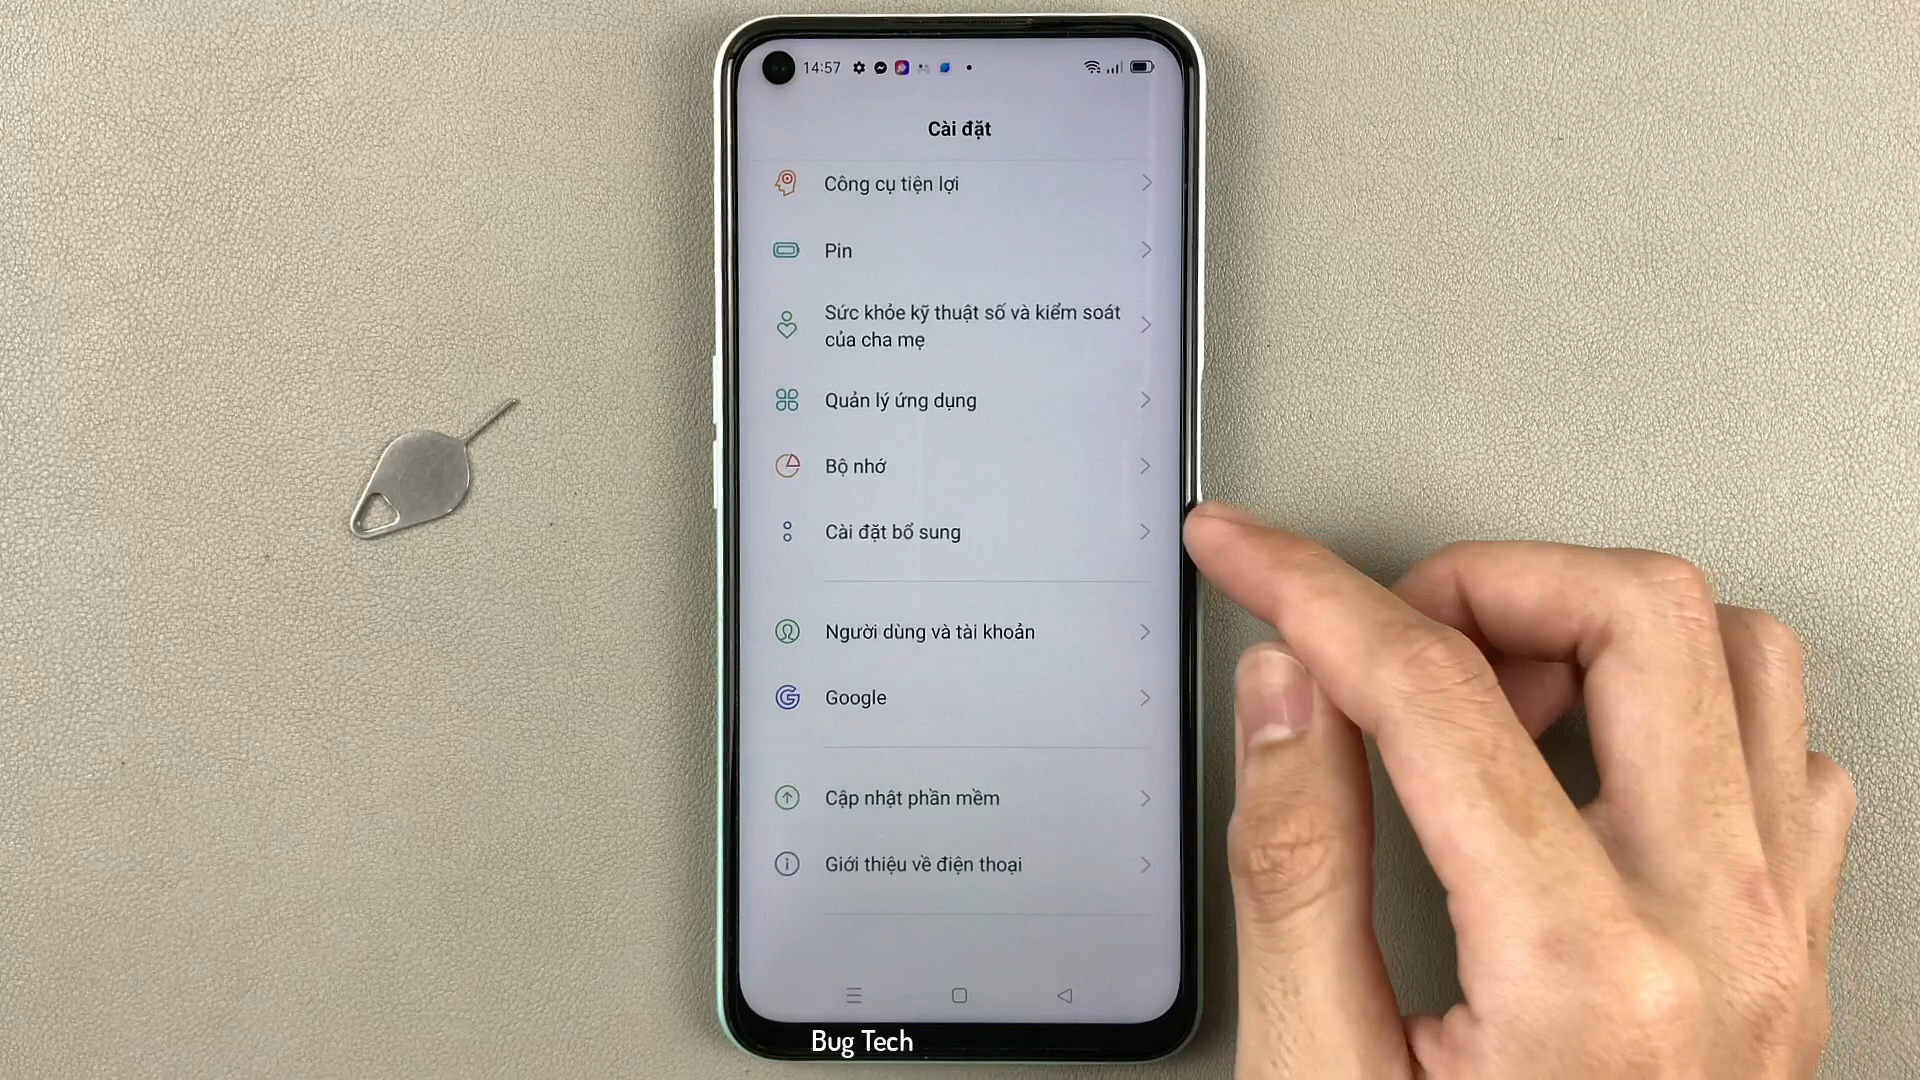 14:57
Cài đặt
Công cụ tiện lợi
Pin
Sức khỏe kỹ thuật số và kiểm soát
của cha mẹ
Quản lý ứng dụng
Bộ nhớ
Cài đặt bổ sung
Người dùng và tài khoản
Google
Cập nhật phần mềm
Giới thiệu về điện thoại
Bug Tech